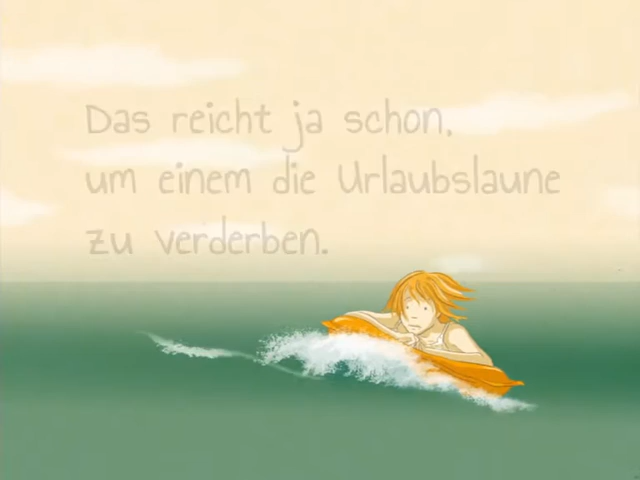 Das reicht ja schon,
um einem die Urlaubslaune
zu verderben.